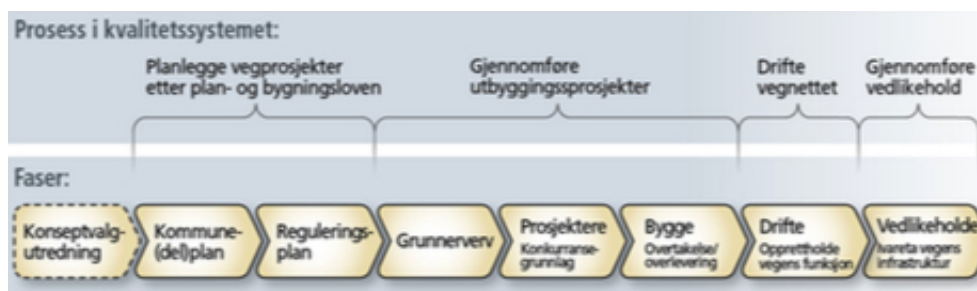 Prosess i kvalitetssystemet:
Planlegge vegprosjekter
etter plan- og bygningsloven
Gjennomføre
utbyggingssprosjekter
Drifte
vegnettet
Gjennomføre
vedlikehold
Faser:
Konseptvalg-
utredning
Kommune-
(del)plan
Regulerings-
plan
Grunnerverv
Prosjektere
Konkurranse-
grunnlag
Bygge
Overtakelse/
overlevering
Drifte
Opprettholde
vegens funksjon
Vedlikeholde
Ivareta vegens
infrastruktur